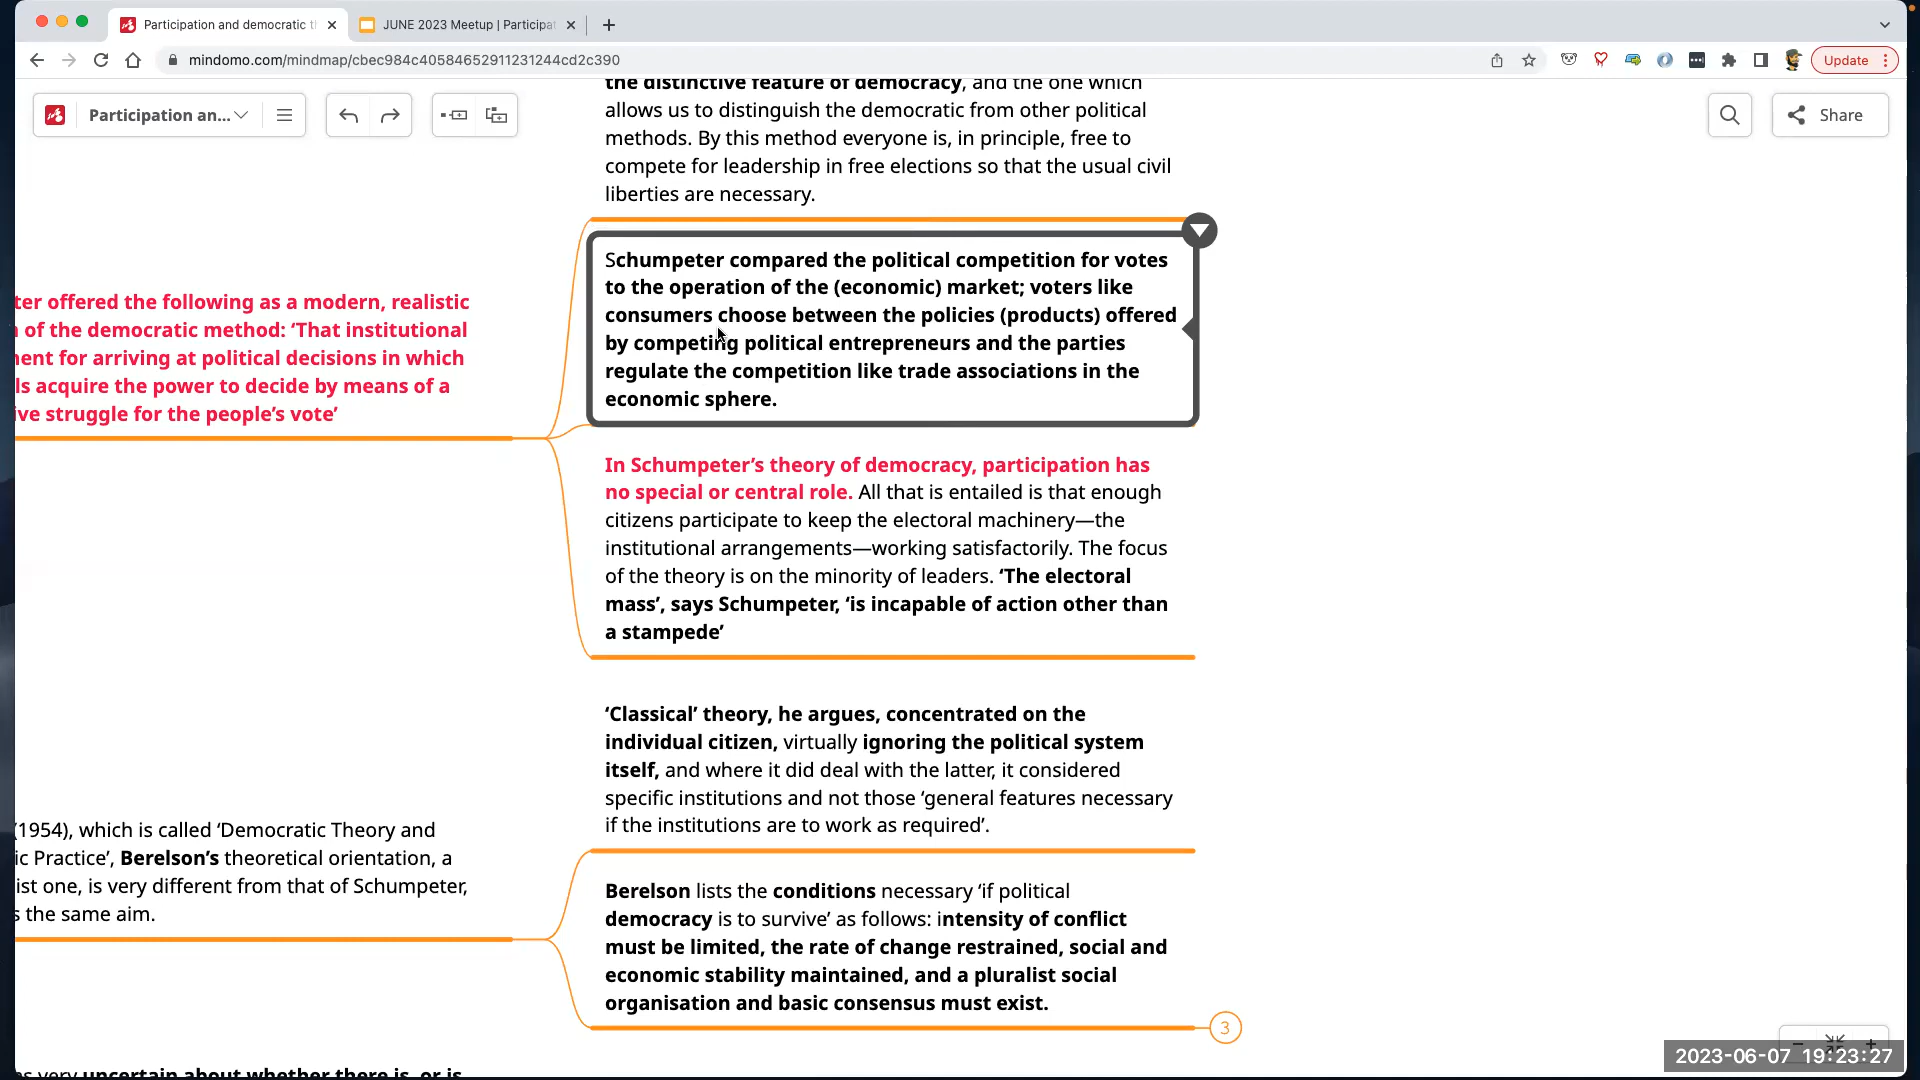 Participation and democratic t
JUNE 2023 Meetup | Participat
mindomo.com/mindmap/cbec984c40584652911231244cd2c390
Update
Participation an...
Share
the distinctive feature of democracy, and the one which
allows us to distinguish the democratic from other political
methods. By this method everyone is, in principle, free to
compete for leadership in free elections so that the usual civil
liberties are necessary.
Schumpeter compared the political competition for votes
to the operation of the (economic) market; voters like
consumers choose between the policies (products) offered
by competing political entrepreneurs and the parties
regulate the competition like trade associations in the
economic sphere.
ter offered the following as a modern, realistic
of the democratic method: ‘That institutional
ent for arriving at political decisions in which
ls acquire the power to decide by means of a
ive struggle for the people’s vote’
In Schumpeter’s theory of democracy, participation has
no special or central role. All that is entailed is that enough
citizens participate to keep the electoral machinery—the
institutional arrangements—working satisfactorily. The focus
of the theory is on the minority of leaders. ‘The electoral
mass’, says Schumpeter, ‘is incapable of action other than
a stampede’
‘Classical’ theory, he argues, concentrated on the
individual citizen, virtually ignoring the political system
itself, and where it did deal with the latter, it considered
specific institutions and not those ‘general features necessary
if the institutions are to work as required’.
(1954), which is called ‘Democratic Theory and
ic Practice’, Berelson’s theoretical orientation, a
ist one, is very different from that of Schumpeter,
s the same aim.
Berelson lists the conditions necessary ‘if political
democracy is to survive’ as follows: intensity of conflict
must be limited, the rate of change restrained, social and
economic stability maintained, and a pluralist social
organisation and basic consensus must exist.
3
es very uncertain about whether there is, or is
2023-06-07 19:23:27